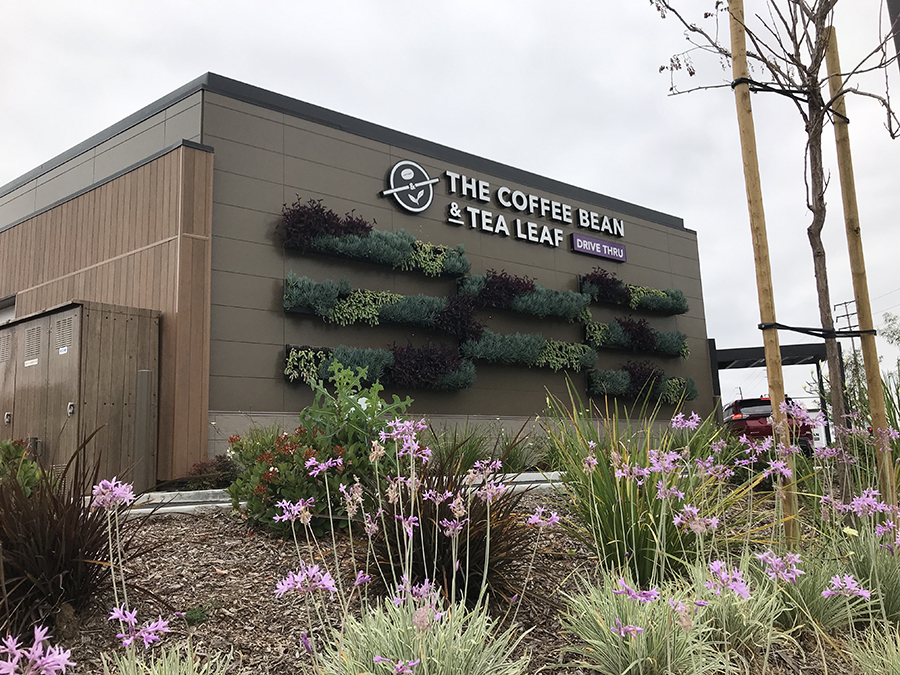 THE COFFEE BEAN
& TEA LEAF
DRIVE THRU